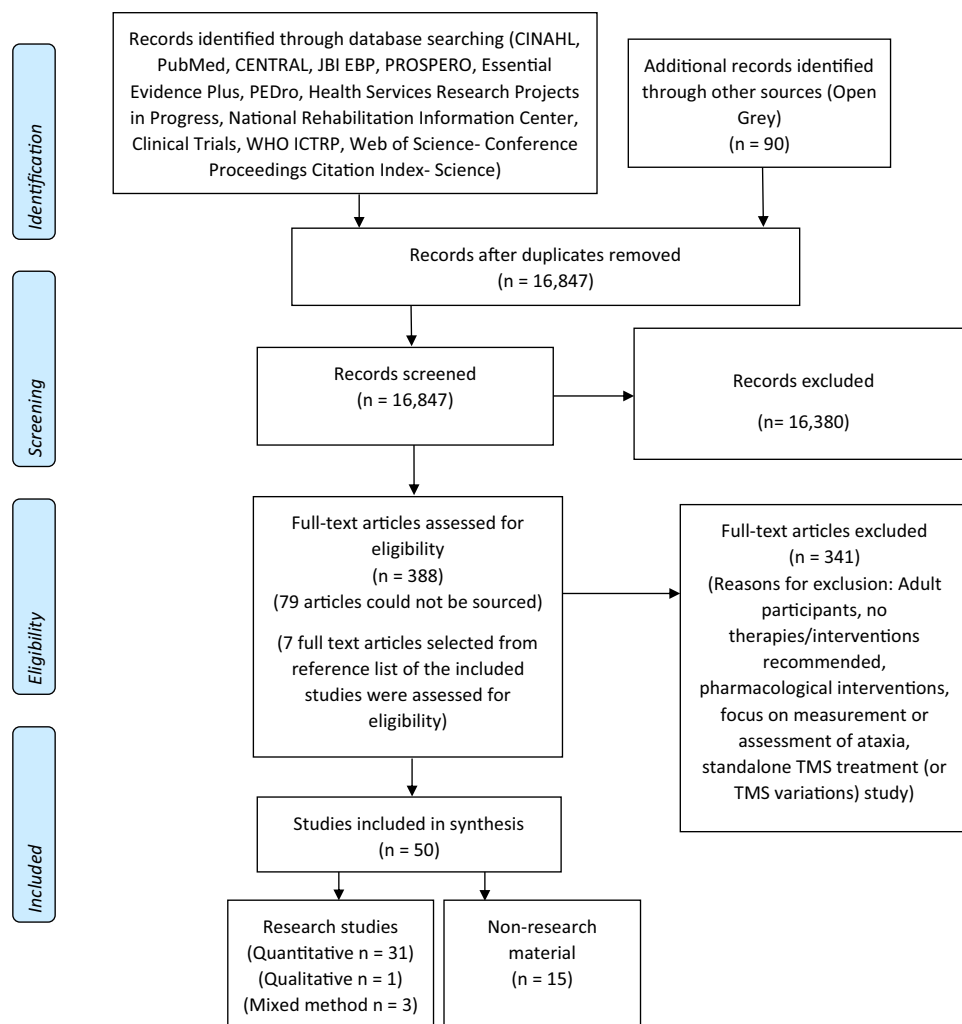 Identification
Records identified through database searching (CINAHL,
PubMed, CENTRAL, JBI EBP, PROSPERO, Essential
Evidence Plus, PEDro, Health Services Research Projects
in Progress, National Rehabilitation Information Center,
Clinical Trials, WHO ICTRP, Web of Science- Conference
Proceedings Citation Index- Science)
Additional records identified
through other sources (Open
Grey)
(n = 90)
Records after duplicates removed
(n = 16,847)
Screening
Records screened
(n = 16,847)
Records excluded
(n= 16,380)
Eligibility
Full-text articles assessed for
eligibility
(n = 388)
(79 articles could not be sourced)
(7 full text articles selected from
reference list of the included
studies were assessed for
eligibility)
Full-text articles excluded
(n = 341)
(Reasons for exclusion: Adult
participants, no
therapies/interventions
recommended,
pharmacological interventions,
focus on measurement or
assessment of ataxia,
standalone TMS treatment (or
TMS variations) study)
Included
Studies included in synthesis
(n = 50)
Research studies
(Quantitative n = 31)
(Qualitative n = 1)
(Mixed method n = 3)
Non-research
material
(n = 15)